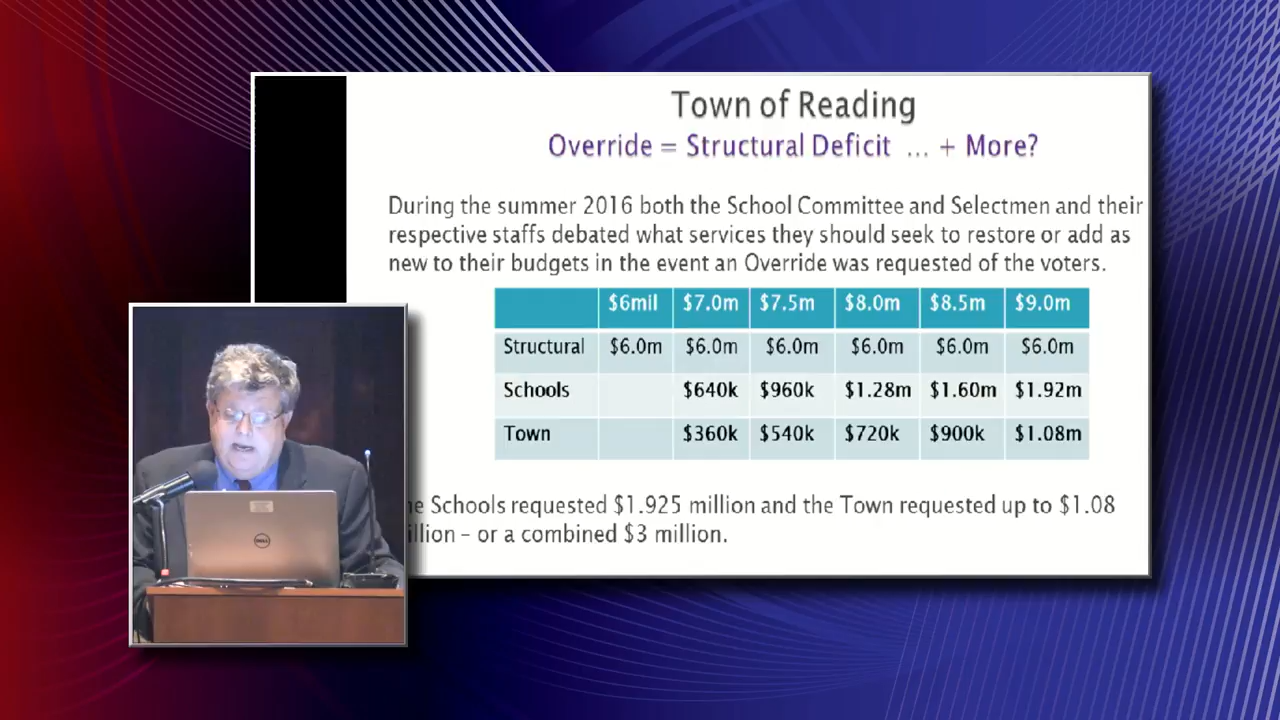 Town of Reading
Override = Structural Deficit ... + More?
During the summer 2016 both the School Committee and Selectmen and their
respective staffs debated what services they should seek to restore or add as
new to their budgets in the event an Override was requested of the voters.
$6mil $7.0m $7.5m $8.0m $8.5m $9.0m
Structural $6.0m $6.0m $6.0m $6.0m $6.0m $6.0m
Schools $640k $960k $1.28m $1.60m $1.92m
Town $360k $540k $720k $900k $1.08m
Schools requested $1.925 million and the Town requested up to $1.08
– or a combined $3 million.
DELL